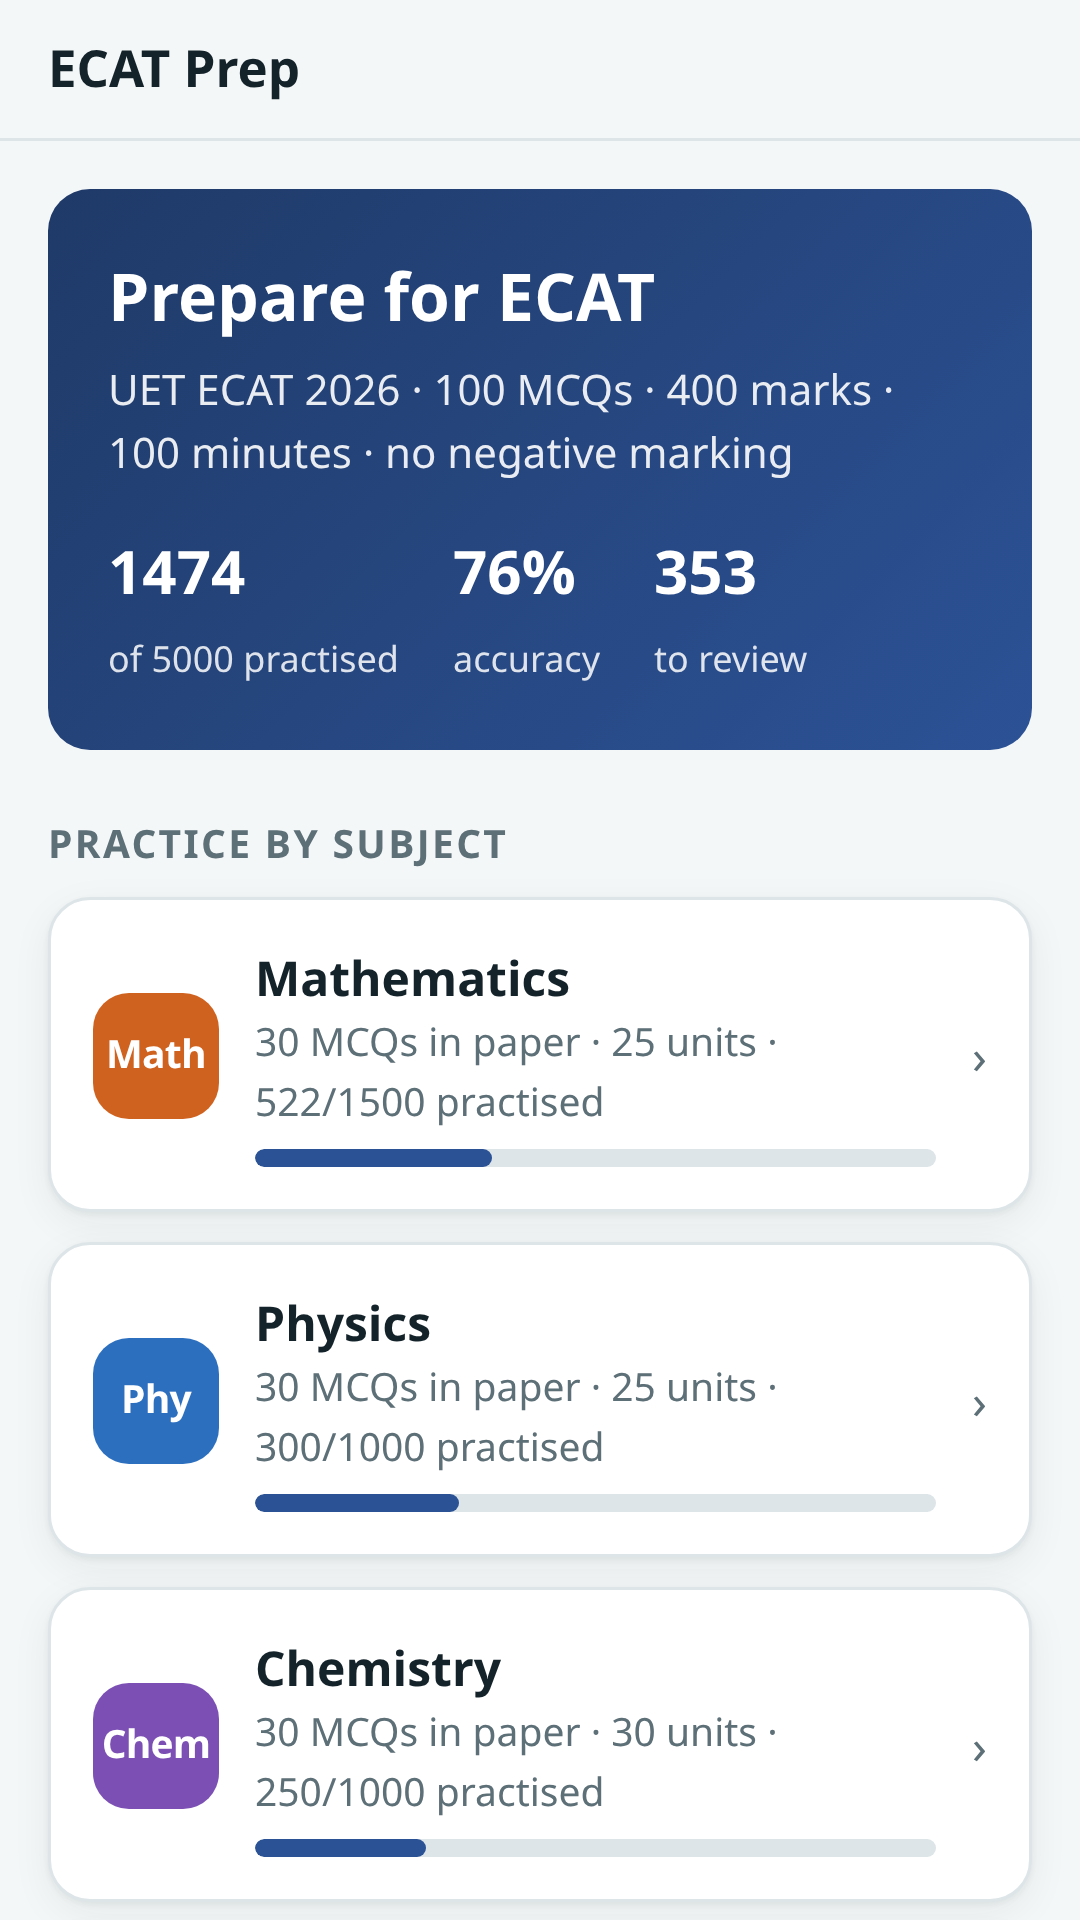 ECAT Prep
Prepare for ECAT
UET ECAT 2026 · 100 MCQs · 400 marks ·
100 minutes · no negative marking
1474 76% 353
of 5000 practised accuracy to review
PRACTICE BY SUBJECT
Mathematics
Math
30 MCQs in paper · 25 units ·
522/1500 practised
›
Physics
Phy
30 MCQs in paper · 25 units ·
300/1000 practised
›
Chemistry
Chem
30 MCQs in paper · 30 units ·
250/1000 practised
›